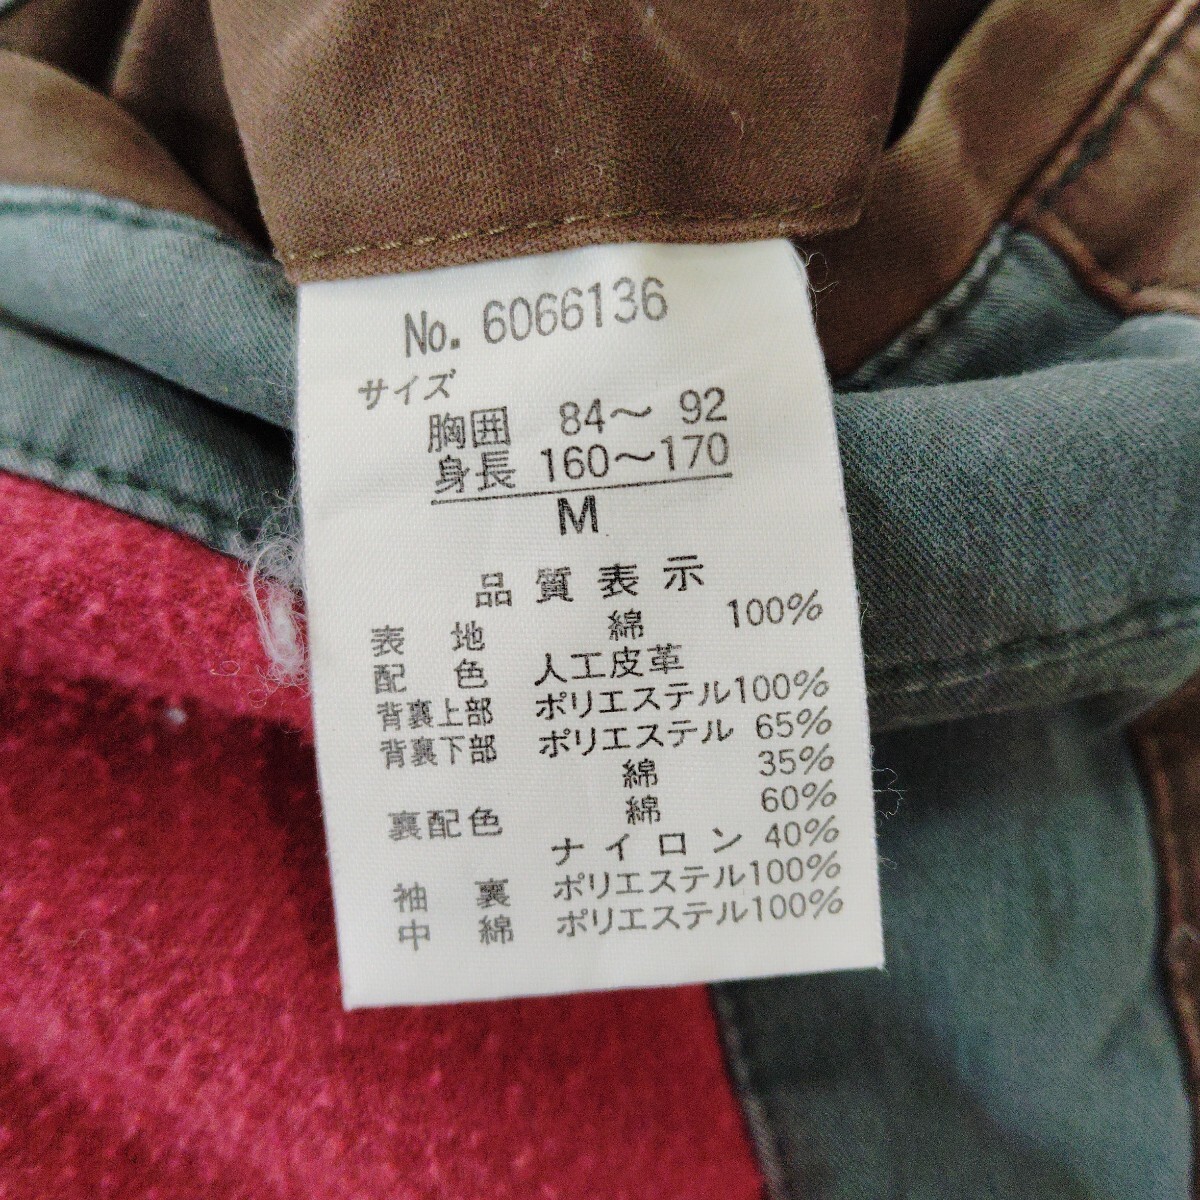 No. 6066136
サイズ
胸囲 84～ 92
身長 160～170
M
品質表示
表地 綿 100%
配色 人工皮革
背裏上部 ポリエステル100%
背裏下部 ポリエステル 65%
綿 35%
裏配色 綿 60%
ナイロン 40%
袖裏 ポリエステル100%
中綿 ポリエステル100%